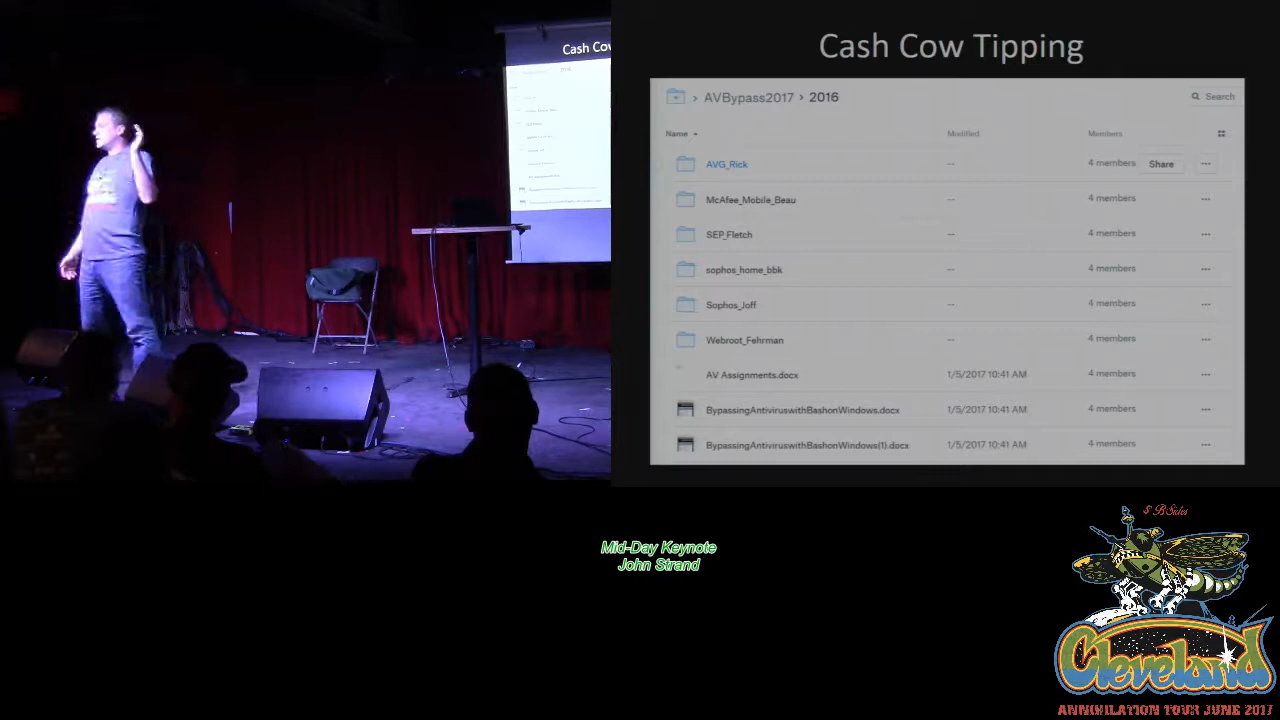 Cash Cow
Cash Cow Tipping
AVBypass2017 > 2016
Search
Name
Modified
Members
AVG_Rick -- 4 members Share
McAfee_Mobile_Beau -- 4 members
SEP_Fletch -- 4 members
sophos_home_bbk -- 4 members
Sophos_Joff -- 4 members
Webroot_Fehrman -- 4 members
AV Assignments.docx 1/5/2017 10:41 AM 4 members
BypassingAntiviruswithBashonWindows.docx 1/5/2017 10:41 AM 4 members
BypassingAntiviruswithBashonWindows(1).docx 1/5/2017 10:41 AM 4 members
Mid-Day Keynote
John Strand
BSides
Cleveland
ANNIHILATION TOUR JUNE 2017